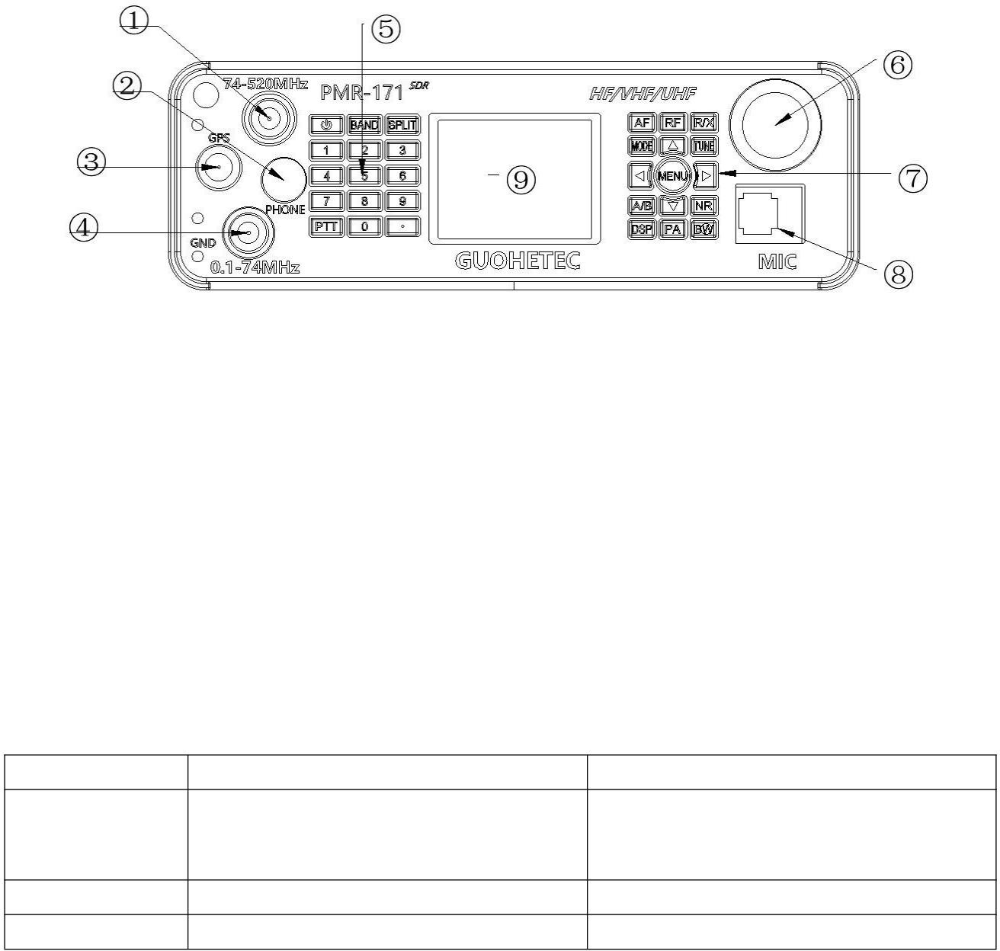 ①
⑤
⑥
②
74-520MHz
PMR-171 SDR
HF/VHF/UHF
BAND SPLIT
AF RF R/X
GPS
1 2 3
MODE TUNE
③
4 5 6
⑨
MENU
⑦
PHONE
7 8 9
A/B NR
④
PTT 0 .
DSP PA BW
GND
0.1-74MHz
GUOHETEC
MIC
⑧